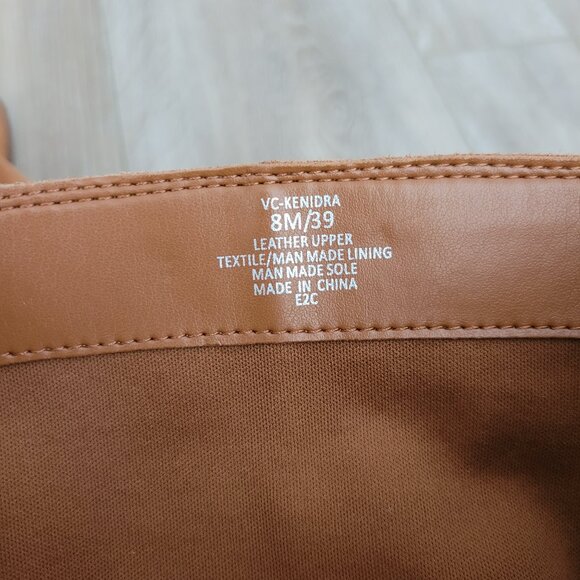 VC-KENIDRA
8M/39
LEATHER UPPER
TEXTILE/MAN MADE LINING
MAN MADE SOLE
MADE IN CHINA
E2C